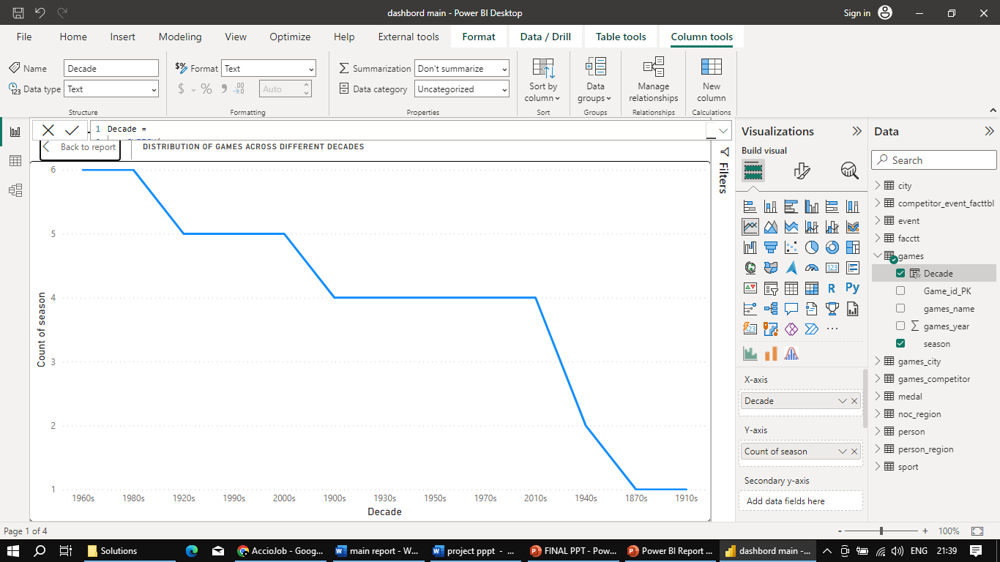 dashbord main - Power BI Desktop
Sign in
File Home Insert Modeling View Optimize Help External tools Format Data / Drill Table tools Column tools
Name Decade
Data type Text
Structure
Format Text
$ % Auto
Formatting
Summarization Don't summarize
Data category Uncategorized
Properties
Sort by
column
Sort
Data
groups
Groups
Manage
relationships
Relationships
New
column
Calculations
1 Decade =
Back to report
DISTRIBUTION OF GAMES ACROSS DIFFERENT DECADES
Count of season
6
5
4
3
2
1
1960s 1980s 1920s 1990s 2000s 1900s 1930s 1950s 1970s 2010s 1940s 1870s 1910s
Decade
Filters
Visualizations
Build visual
R Py
123
X-axis
Decade
Y-axis
Count of season
Secondary y-axis
Add data fields here
Data
Search
city
competitor_event_facttbl
event
facctt
games
Decade
Game_id_PK
games_name
games_year
season
games_city
games_competitor
medal
noc_region
person
person_region
sport
Page 1 of 4
- + 100%
Solutions
AccioJob - Goog...
main report - W...
project pppt - ...
FINAL PPT - Pow...
Power BI Report ...
dashbord main -...
ENG 21:39